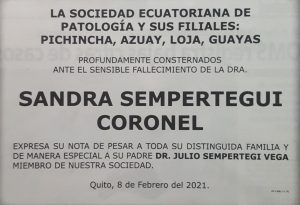 LA SOCIEDAD ECUATORIANA DE
PATOLOGÍA Y SUS FILIALES:
PICHINCHA, AZUAY, LOJA, GUAYAS
PROFUNDAMENTE CONSTERNADOS
ANTE EL SENSIBLE FALLECIMIENTO DE LA DRA.
SANDRA SEMPERTEGUI
CORONEL
EXPRESA SU NOTA DE PESAR A TODA SU DISTINGUIDA FAMILIA Y
DE MANERA ESPECIAL A SU PADRE DR. JULIO SEMPERTEGI VEGA
MIEMBRO DE NUESTRA SOCIEDAD.
Quito, 8 de Febrero del 2021.